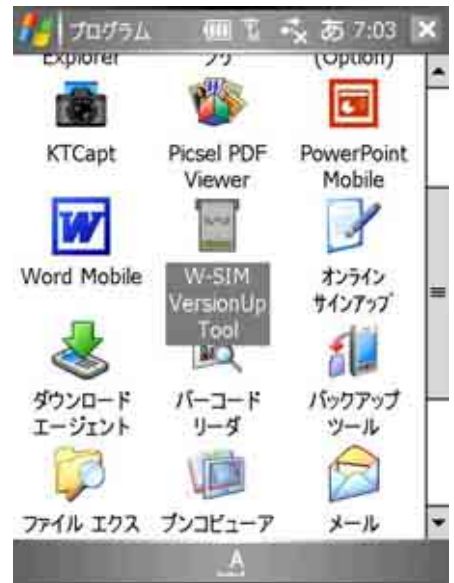 プログラム
あ 7:03
Explorer
(Option)
KTCapt
Picsel PDF
Viewer
PowerPoint
Mobile
Word Mobile
W-SIM
VersionUp
Tool
オンライン
サインアップ
ダウンロード
エージェント
バーコード
リーダ
バックアップ
ツール
ファイル エクス
ブンコビューア
メール
A